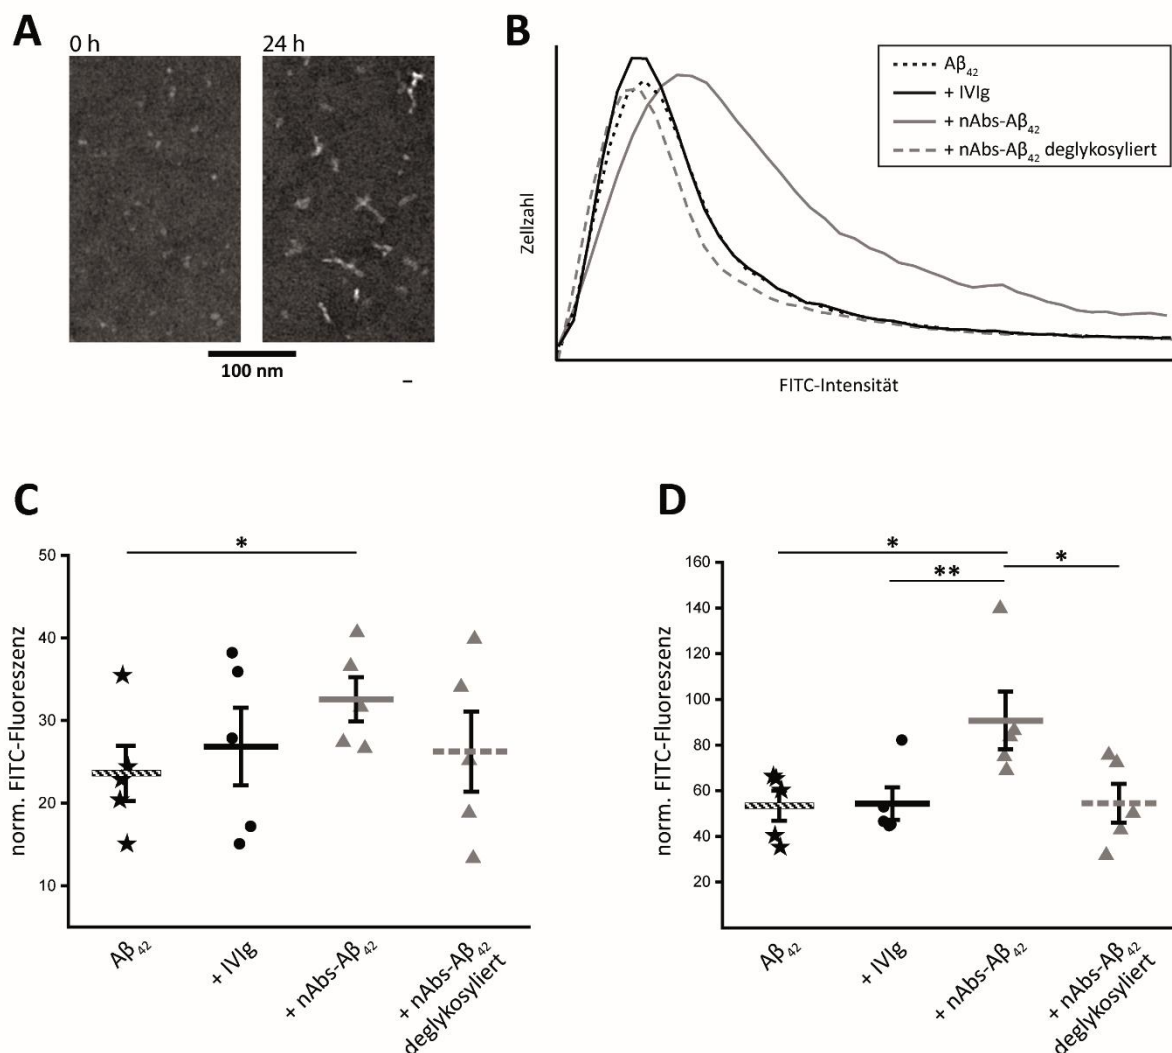 A
0 h
24 h
100 nm
B
Zellzahl
FITC-Intensität
Aβ₄₂
+ IVIg
+ nAbs-Aβ₄₂
+ nAbs-Aβ₄₂ deglykosyliert
C
norm. FITC-Fluoreszenz
50
40
30
20
10
*
Aβ₄₂
+ IVIg
+ nAbs-Aβ₄₂
+ nAbs-Aβ₄₂
deglykosyliert
D
norm. FITC-Fluoreszenz
160
140
120
100
80
60
40
20
*
**
*
Aβ₄₂
+ IVIg
+ nAbs-Aβ₄₂
+ nAbs-Aβ₄₂
deglykosyliert